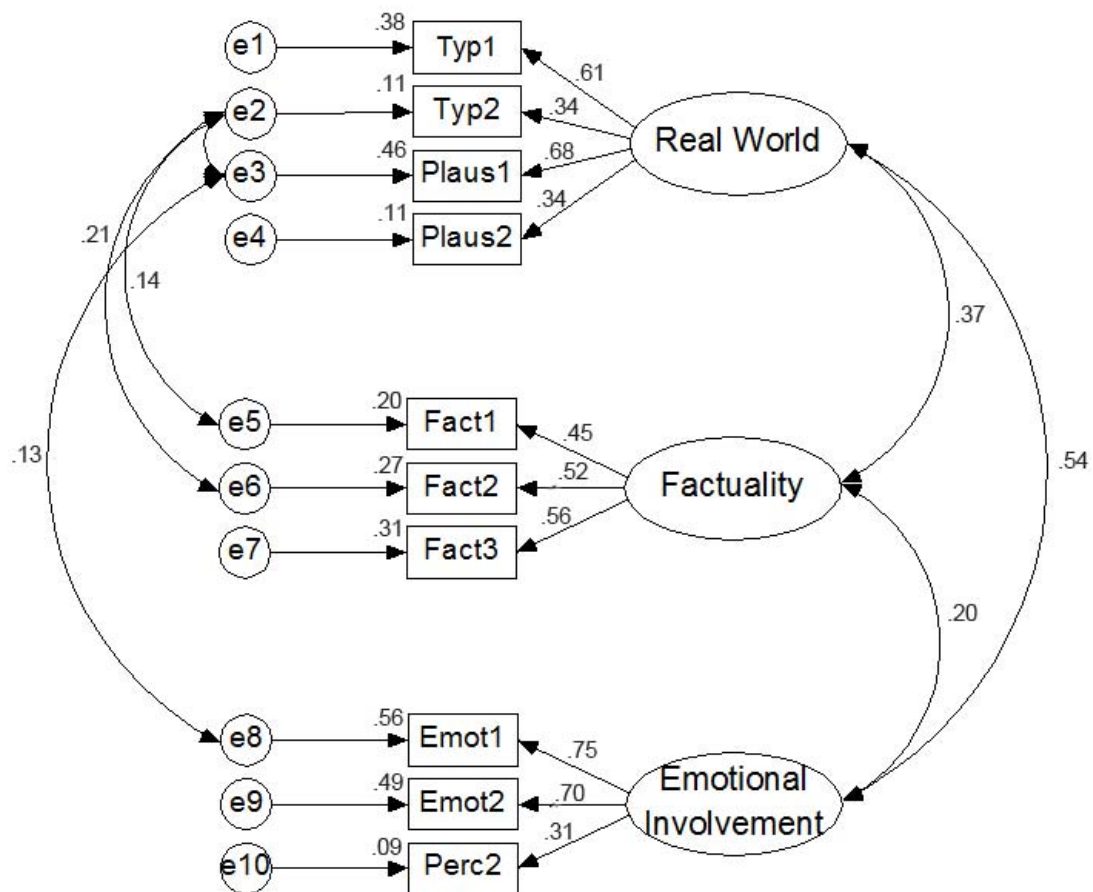 .38
e1
Typ1
.61
.11
e2
Typ2
.34
Real World
.46
e3
Plaus1
.68
.11
e4
Plaus2
.34
.21
.14
.37
.20
e5
Fact1
.45
.13
.27
e6
Fact2
.52
Factuality
.54
.31
e7
Fact3
.56
.20
.56
e8
Emot1
.75
.49
e9
Emot2
.70
Emotional
Involvement
.09
e10
Perc2
.31